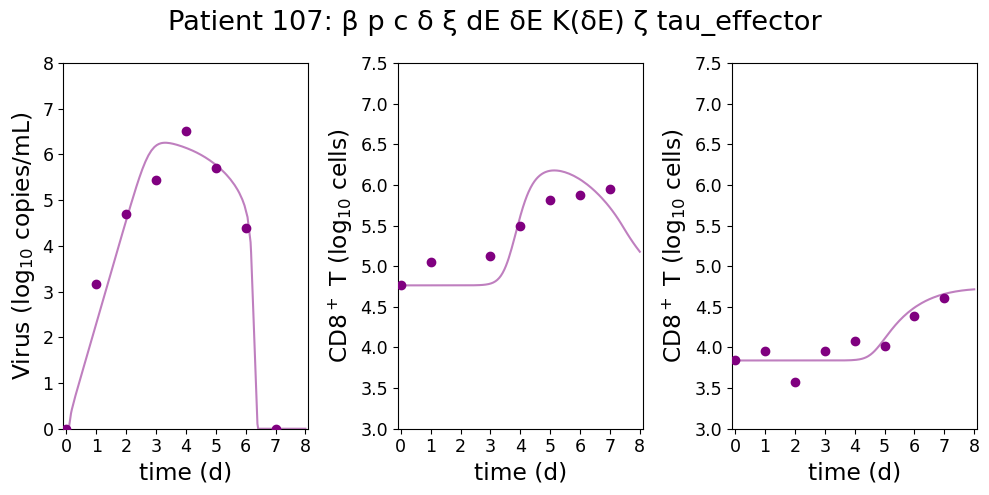 Patient 107: β p c δ ξ dE δE K(δE) ζ tau_effector
Virus (log₁₀ copies/mL)
8
7
6
5
4
3
2
1
0
0 1 2 3 4 5 6 7 8
time (d)
CD8⁺ T (log₁₀ cells)
7.5
7.0
6.5
6.0
5.5
5.0
4.5
4.0
3.5
3.0
0 1 2 3 4 5 6 7 8
time (d)
CD8⁺ T (log₁₀ cells)
7.5
7.0
6.5
6.0
5.5
5.0
4.5
4.0
3.5
3.0
0 1 2 3 4 5 6 7 8
time (d)